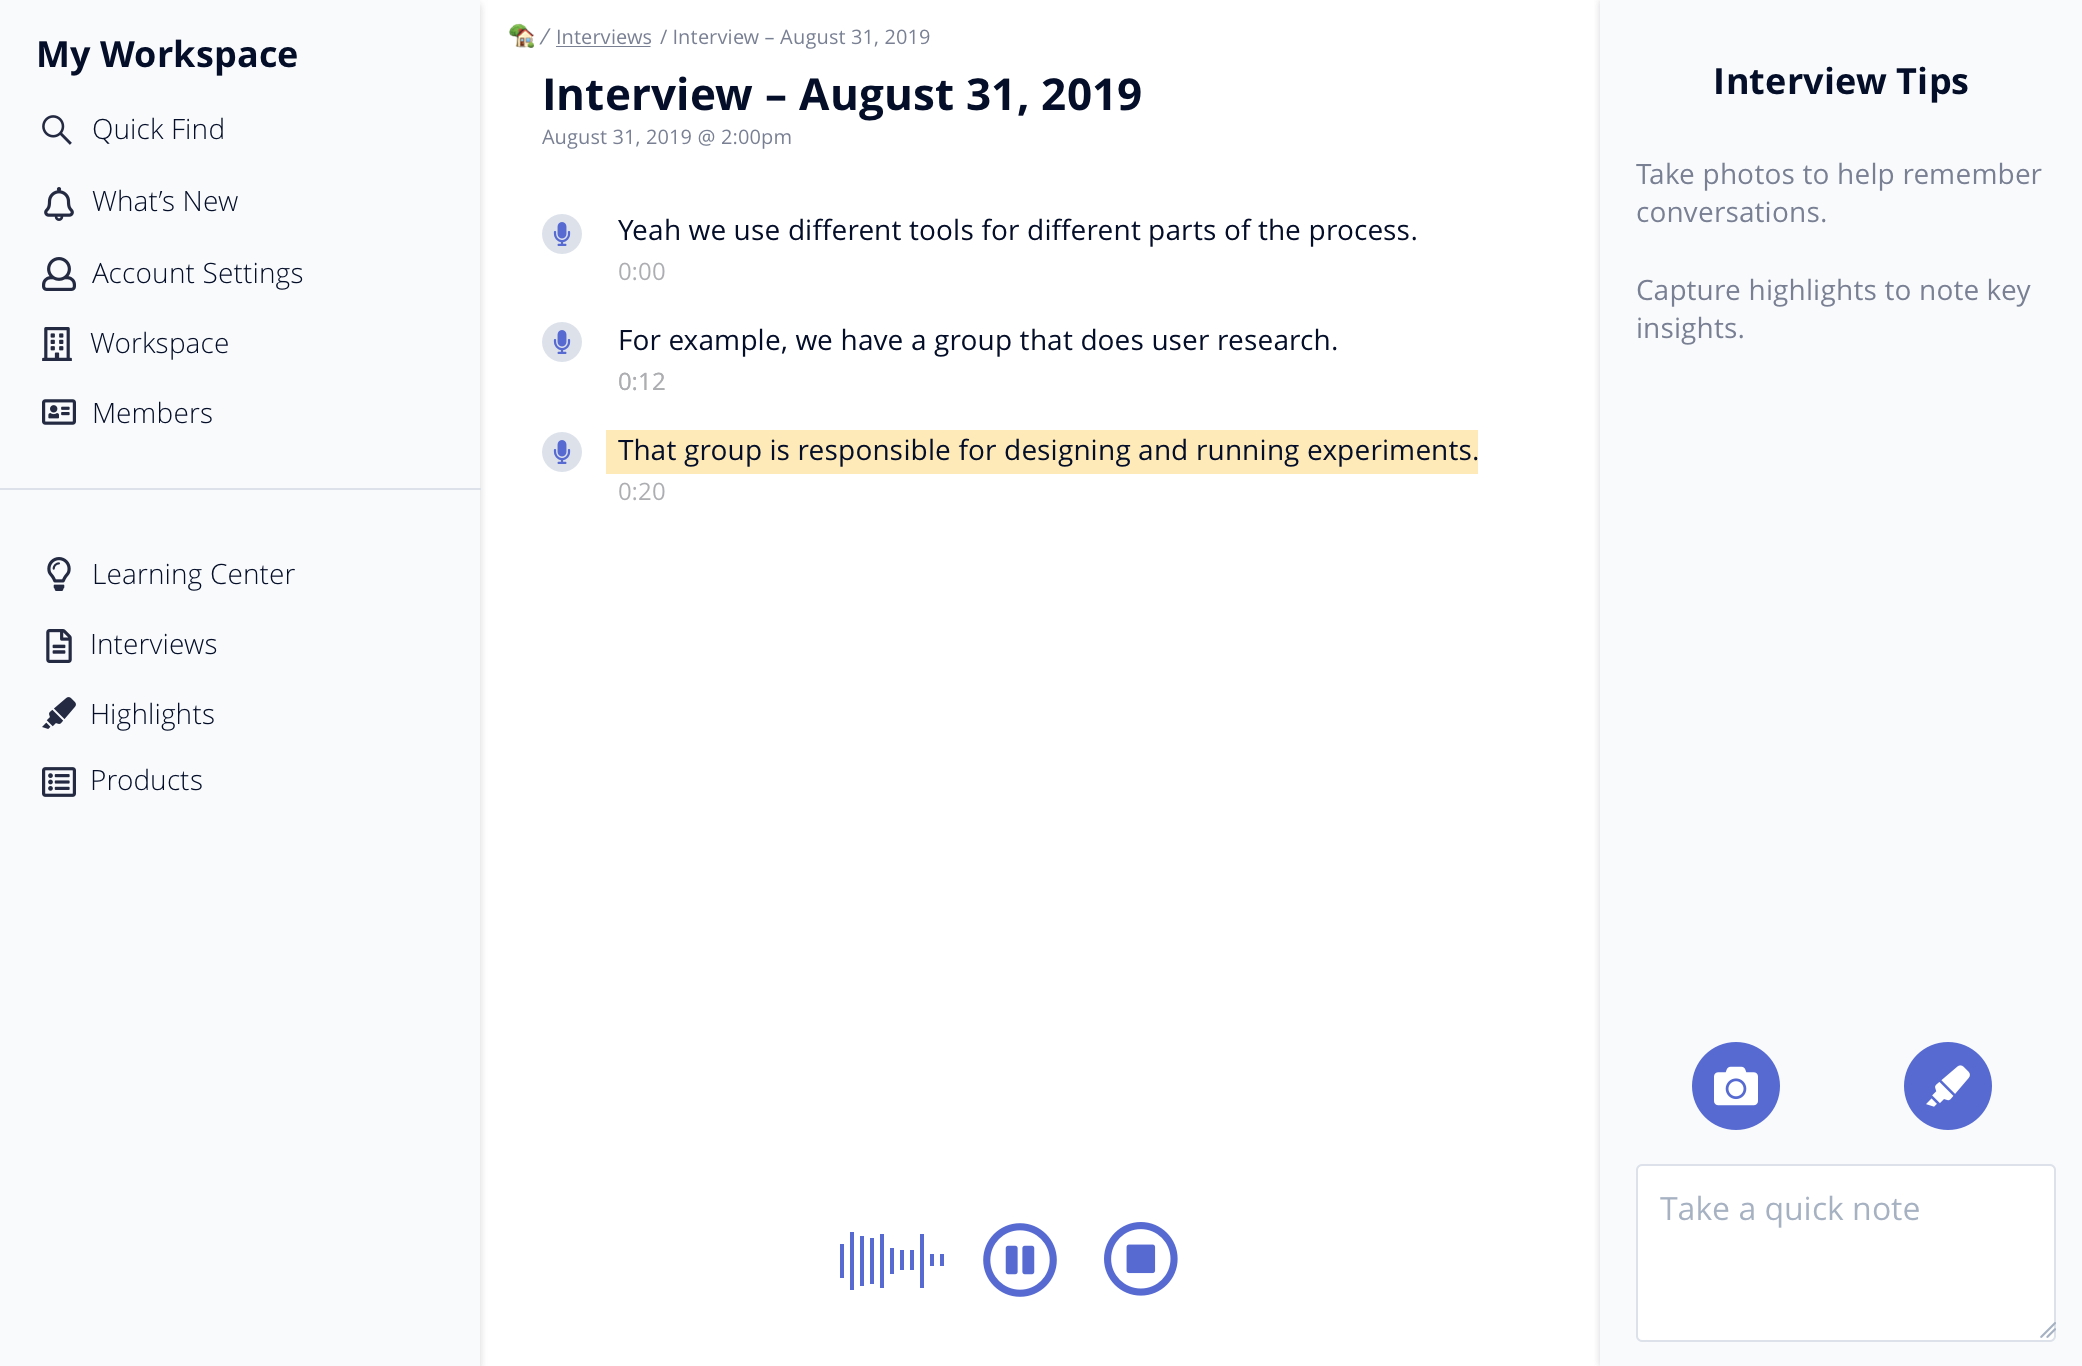 My Workspace
Quick Find
What’s New
Account Settings
Workspace
Members
Learning Center
Interviews
Highlights
Products
/ Interviews / Interview – August 31, 2019
Interview – August 31, 2019
August 31, 2019 @ 2:00pm
Yeah we use different tools for different parts of the process.
0:00
For example, we have a group that does user research.
0:12
That group is responsible for designing and running experiments.
0:20
Interview Tips
Take photos to help remember
conversations.
Capture highlights to note key
insights.
Take a quick note